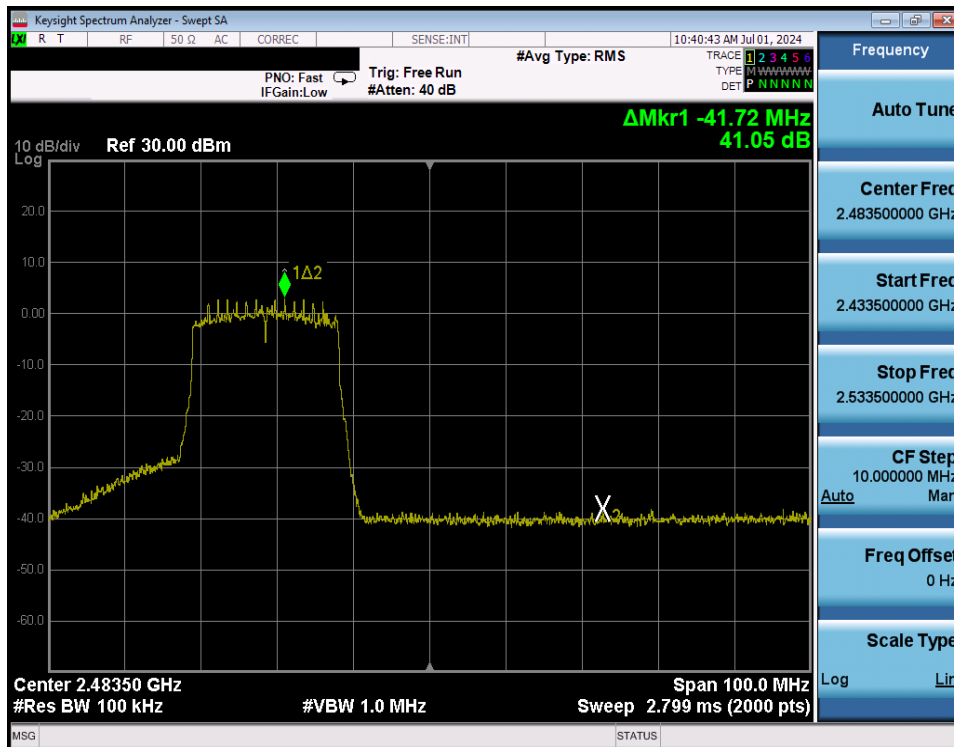 Keysight Spectrum Analyzer - Swept SA
LXI R T RF 50 Ω AC CORREC SENSE:INT 10:40:43 AM Jul 01, 2024
#Avg Type: RMS TRACE 1 2 3 4 5 6
PNO: Fast Trig: Free Run TYPE M W W W W W
IFGain:Low #Atten: 40 dB DET P N N N N N
ΔMkr1 -41.72 MHz
41.05 dB
10 dB/div Ref 30.00 dBm
Log
20.0
10.0
1Δ2
0.00
-10.0
-20.0
-30.0
-40.0
X2
-50.0
-60.0
Center 2.48350 GHz Span 100.0 MHz
#Res BW 100 kHz #VBW 1.0 MHz Sweep 2.799 ms (2000 pts)
MSG STATUS
Frequency
Auto Tune
Center Freq
2.483500000 GHz
Start Freq
2.433500000 GHz
Stop Freq
2.533500000 GHz
CF Step
10.000000 MHz
Auto Man
Freq Offset
0 Hz
Scale Type
Log Lin